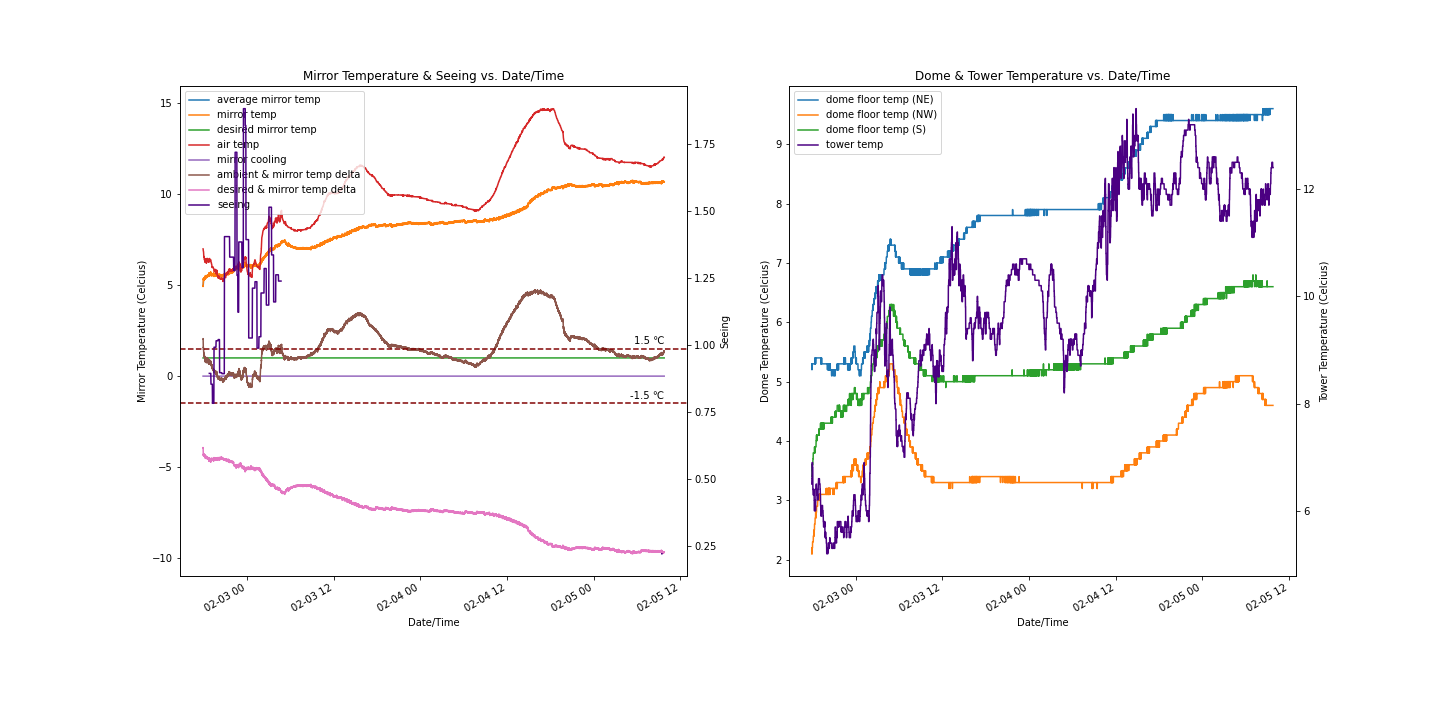 Mirror Temperature & Seeing vs. Date/Time
average mirror temp
mirror temp
desired mirror temp
air temp
mirror cooling
ambient & mirror temp delta
desired & mirror temp delta
seeing
15
10
5
0
−5
−10
Mirror Temperature (Celcius)
1.5 °C
-1.5 °C
1.75
1.50
1.25
1.00
0.75
0.50
0.25
Seeing
02-03 00
02-03 12
02-04 00
02-04 12
02-05 00
02-05 12
Date/Time
Dome & Tower Temperature vs. Date/Time
dome floor temp (NE)
dome floor temp (NW)
dome floor temp (S)
tower temp
9
8
7
6
5
4
3
2
Dome Temperature (Celcius)
12
10
8
6
Tower Temperature (Celcius)
02-03 00
02-03 12
02-04 00
02-04 12
02-05 00
02-05 12
Date/Time